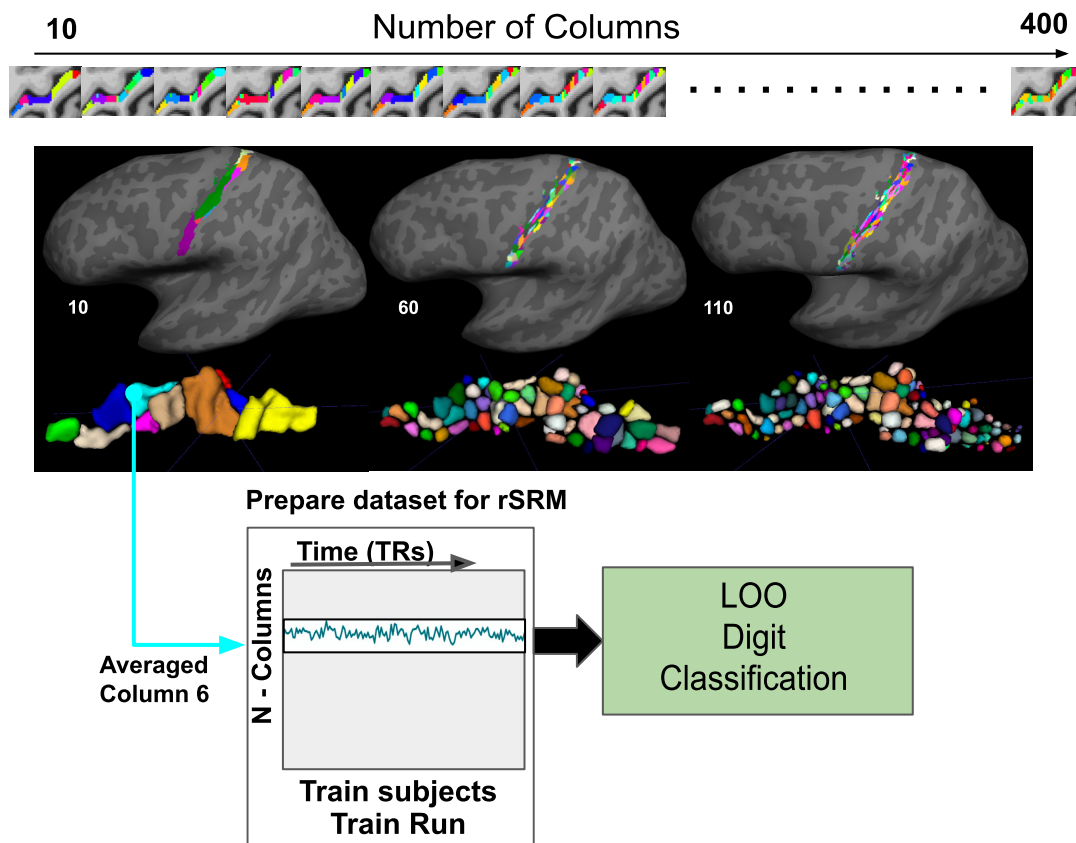 10
Number of Columns
400
10
60
110
Prepare dataset for rSRM
Time (TRs)
N - Columns
Averaged
Column 6
LOO
Digit
Classification
Train subjects
Train Run